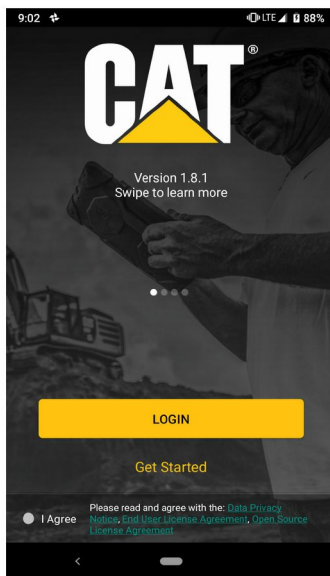 9:02 LTE 88%
CAT®
Version 1.8.1
Swipe to learn more
LOGIN
Get Started
I Agree
Please read and agree with the: Data Privacy
Notice, End User License Agreement, Open Source
License Agreement